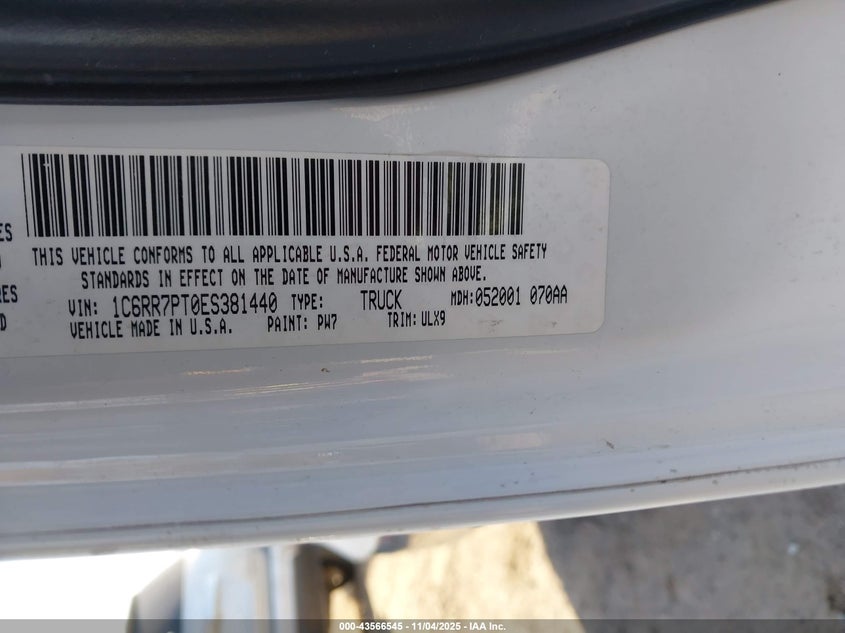 ES
THIS VEHICLE CONFORMS TO ALL APPLICABLE U.S.A. FEDERAL MOTOR VEHICLE SAFETY
STANDARDS IN EFFECT ON THE DATE OF MANUFACTURE SHOWN ABOVE.
RES
VIN: 1C6RR7PT0ES381440 TYPE: TRUCK MDH:052001 070AA
D
VEHICLE MADE IN U.S.A. PAINT: PW7 TRIM: ULX9
000-43566545 - 11/04/2025 - IAA Inc.